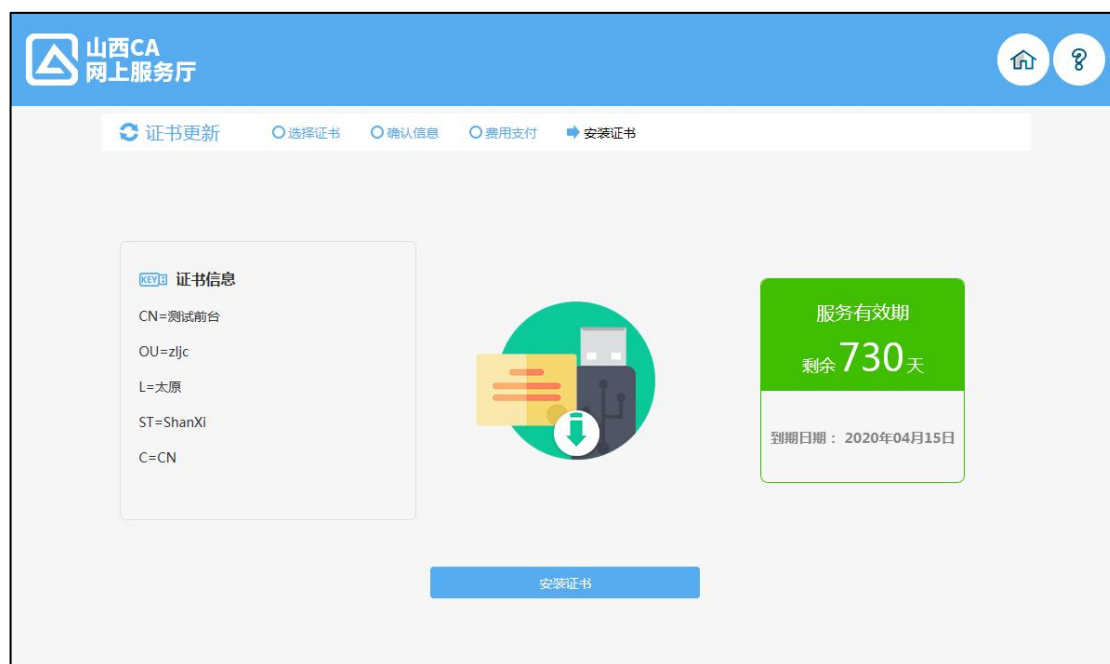 山西CA
网上服务厅
证书更新 选择证书 确认信息 费用支付 安装证书
KEY 证书信息
CN=测试前台
OU=zljc
L=太原
ST=ShanXi
C=CN
服务有效期
剩余730天
到期日期： 2020年04月15日
安装证书